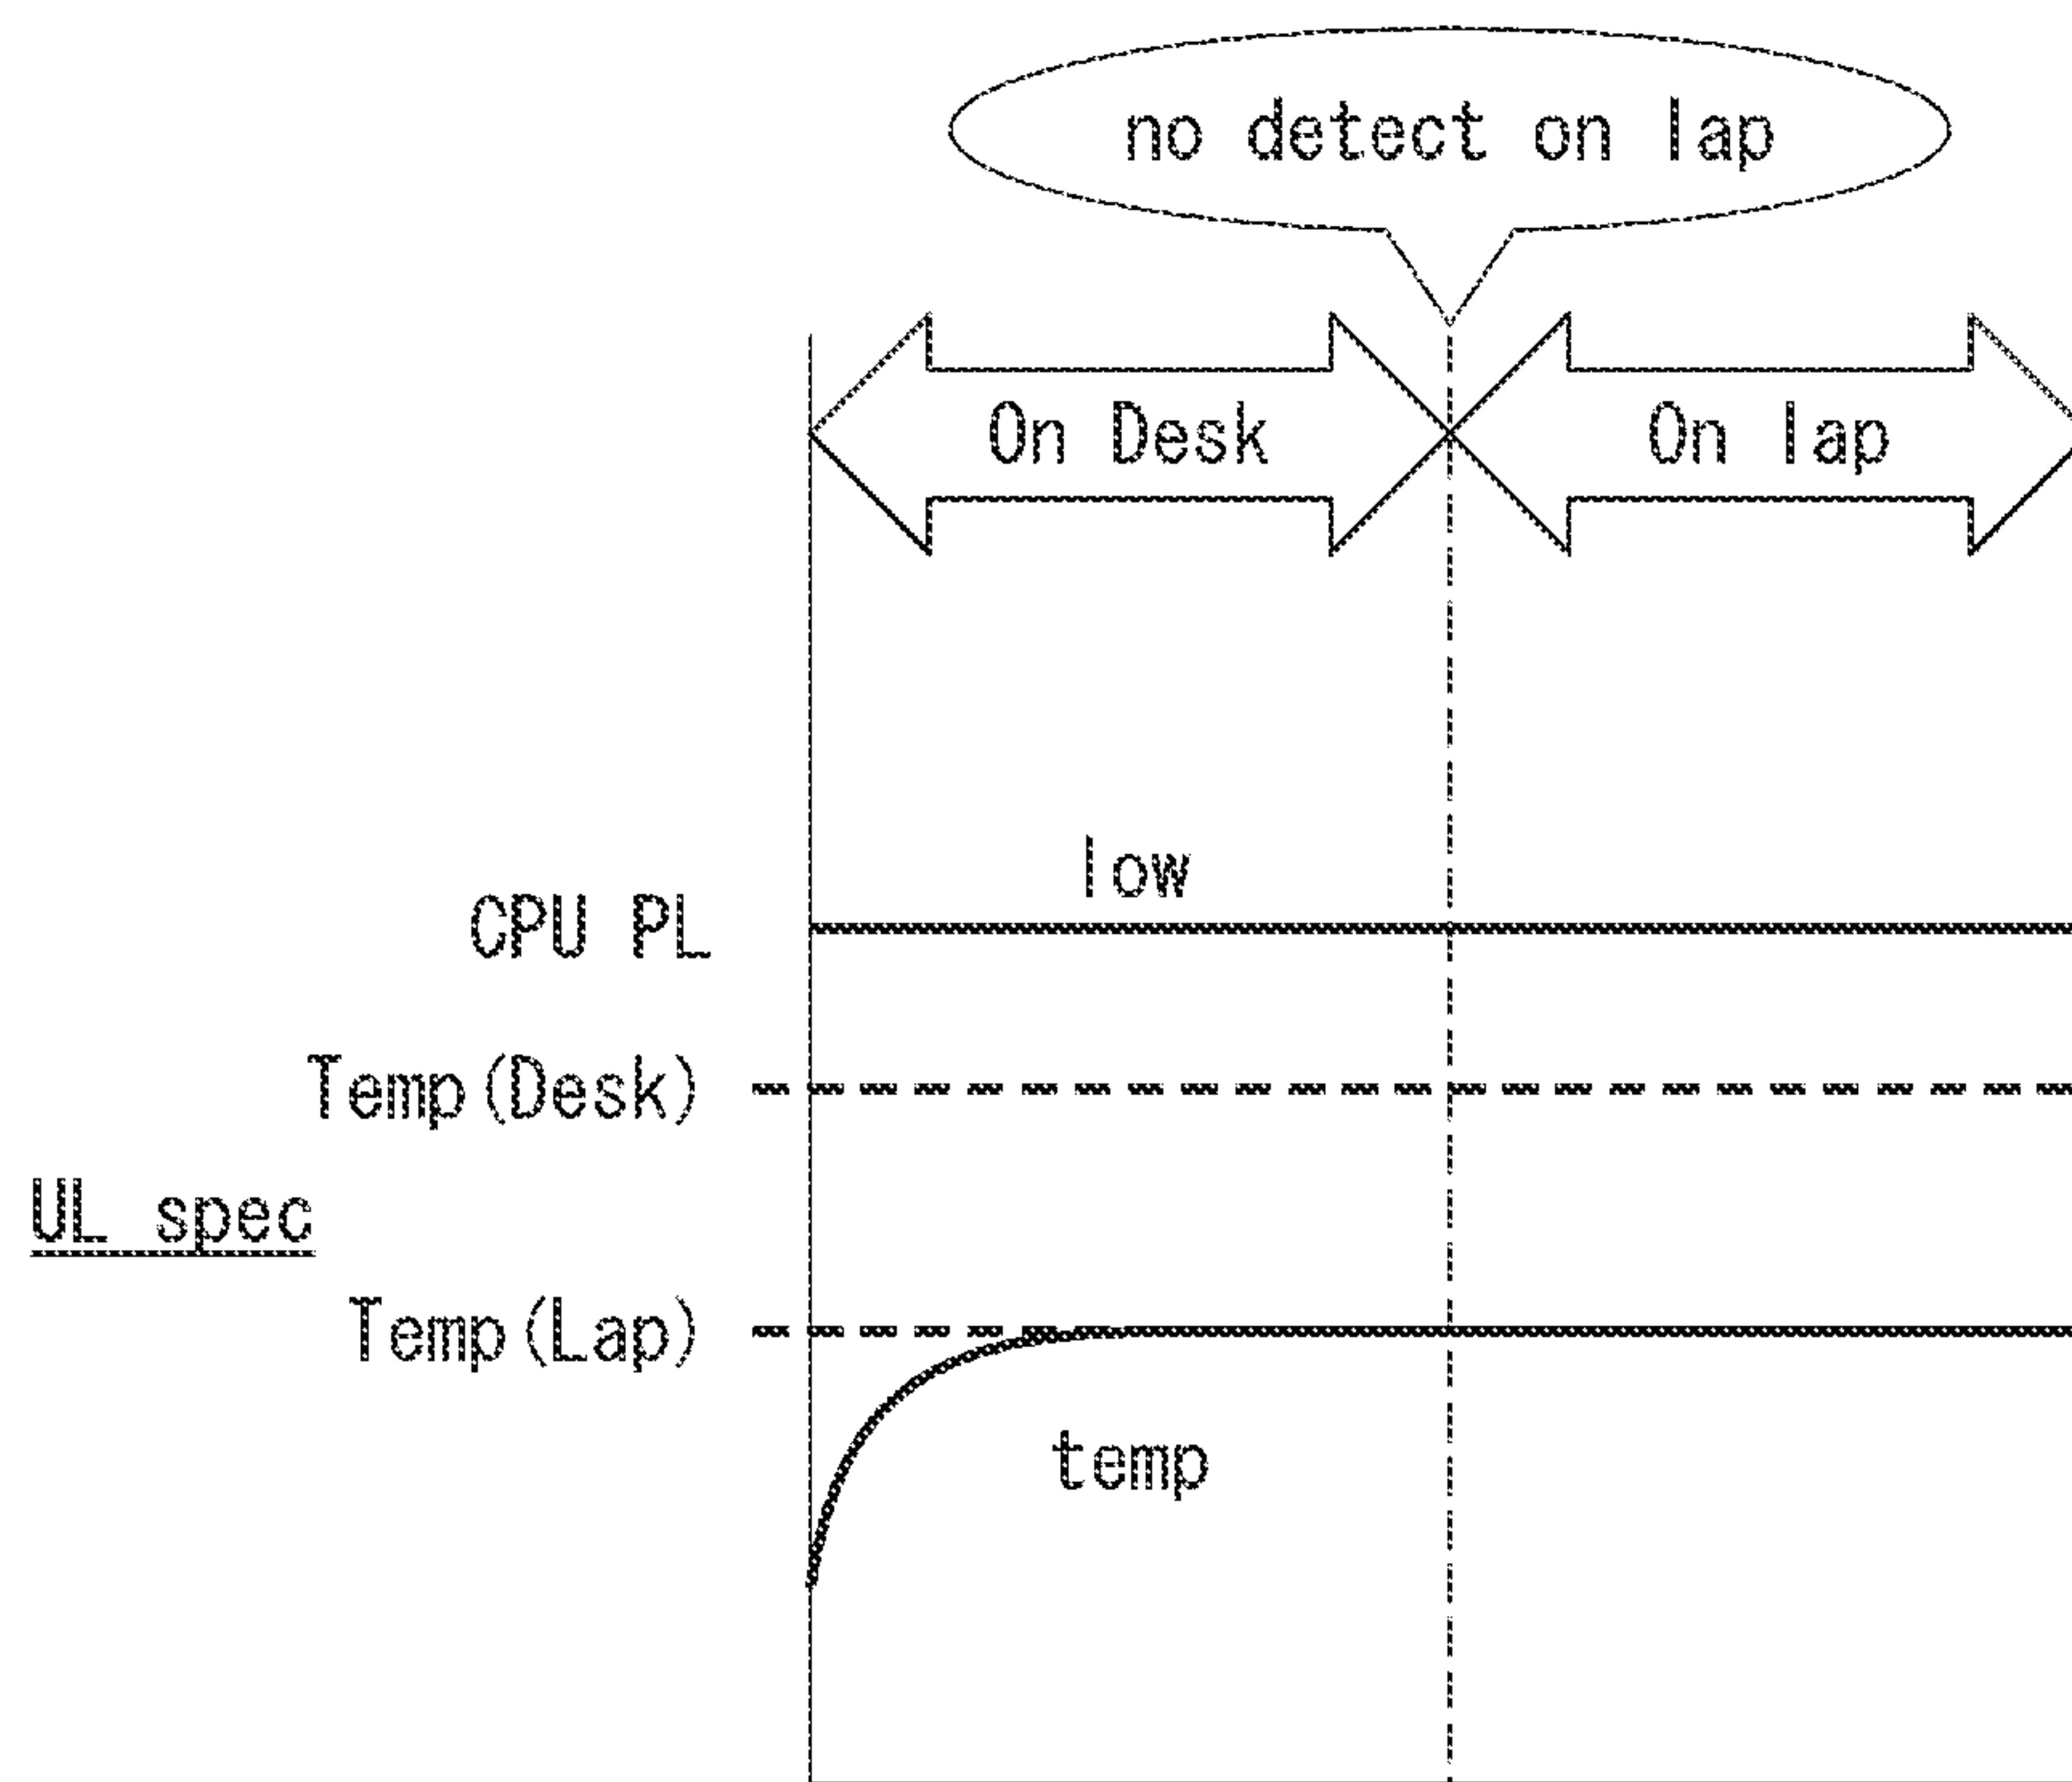 no detect on lap
On Desk
On lap
low
CPU PL
Temp(Desk)
UL spec
Temp(Lap)
temp